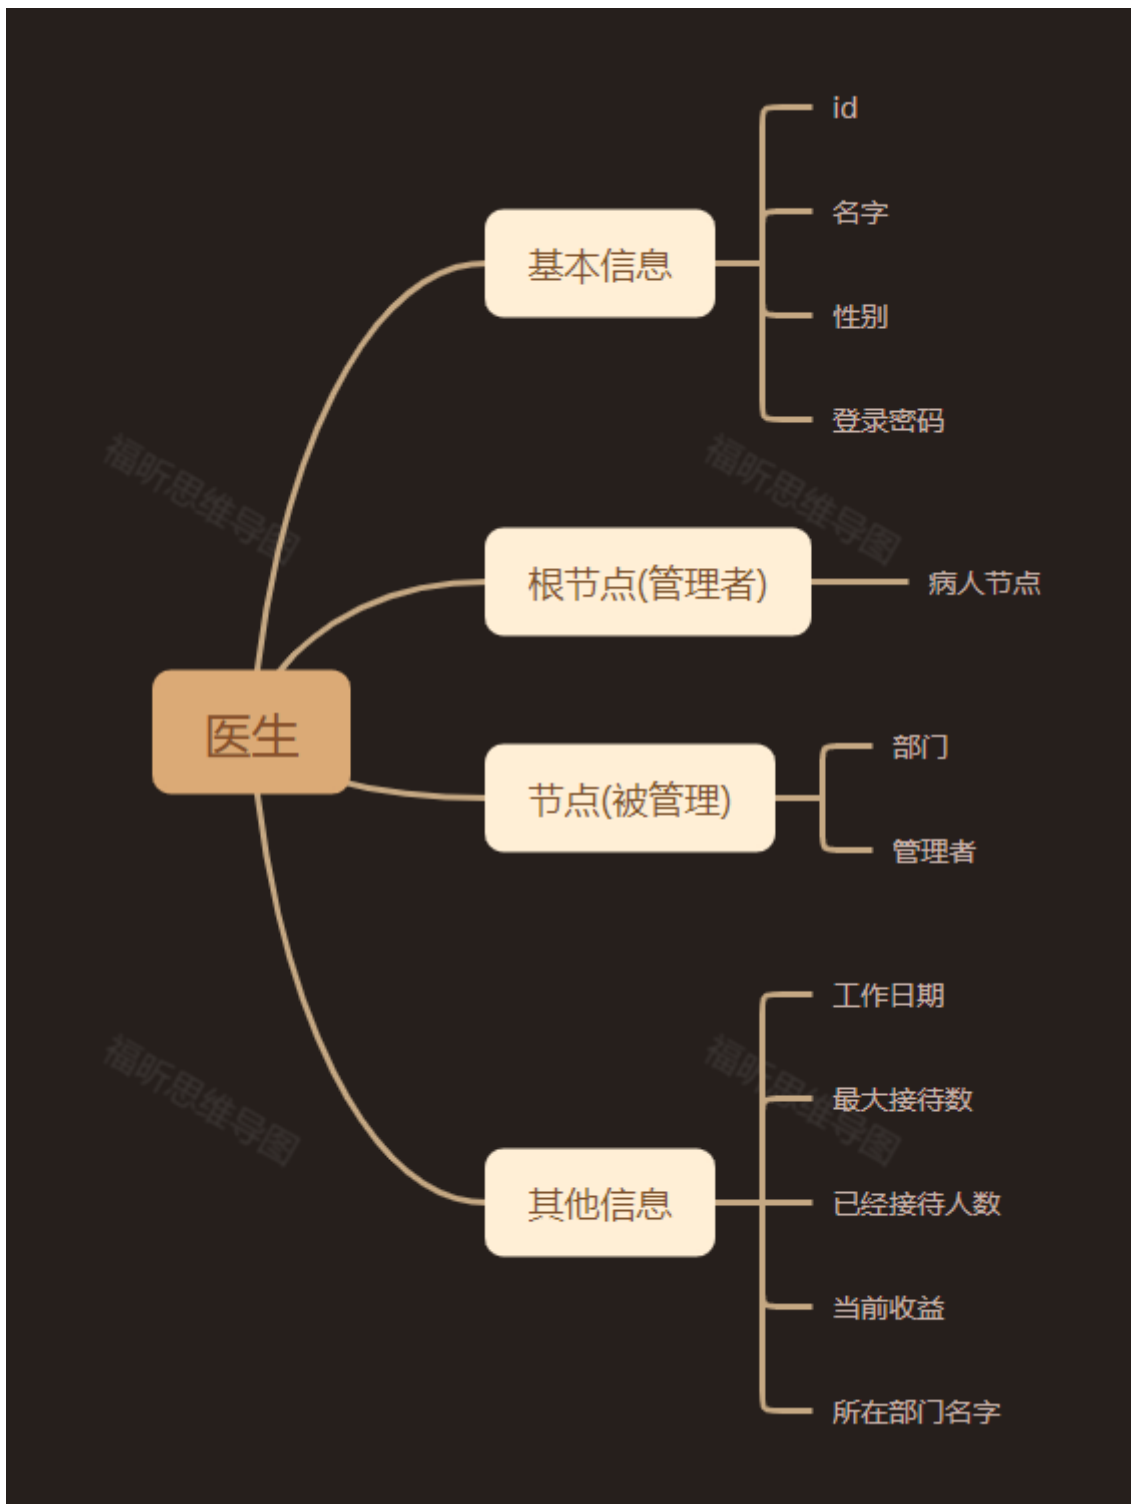 id
名字
基本信息
性别
登录密码
福昕思维导图
福昕思维导图
根节点(管理者)
病人节点
医生
部门
节点(被管理)
管理者
工作日期
福昕思维导图
福昕思维导图
最大接待数
其他信息
已经接待人数
当前收益
所在部门名字